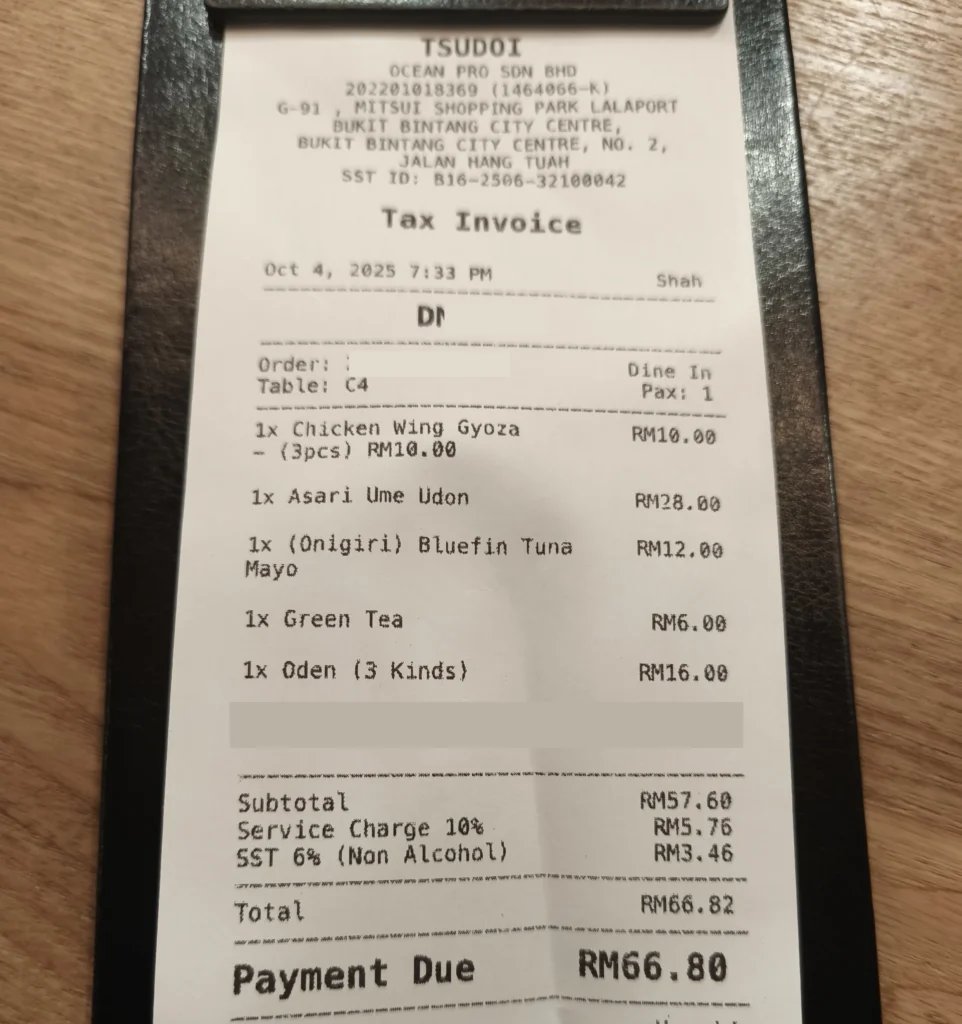 TSUDOI
OCEAN PRO SDN BHD
202201018369 (1464066-K)
G-91 , MITSUI SHOPPING PARK LALAPORT
BUKIT BINTANG CITY CENTRE,
BUKIT BINTANG CITY CENTRE, NO. 2,
JALAN HANG TUAH
SST ID: B16-2506-32100042
Tax Invoice
Oct 4, 2025 7:33 PM Shah
Order:
Dine In
Table: C4
Pax: 1
1x Chicken Wing Gyoza RM10.00
- (3pcs) RM10.00
1x Asari Ume Udon RM28.00
1x (Onigiri) Bluefin Tuna RM12.00
Mayo
1x Green Tea RM6.00
1x Oden (3 Kinds) RM16.00
Subtotal RM57.60
Service Charge 10% RM5.76
SST 6% (Non Alcohol) RM3.46
Total RM66.82
Payment Due RM66.80